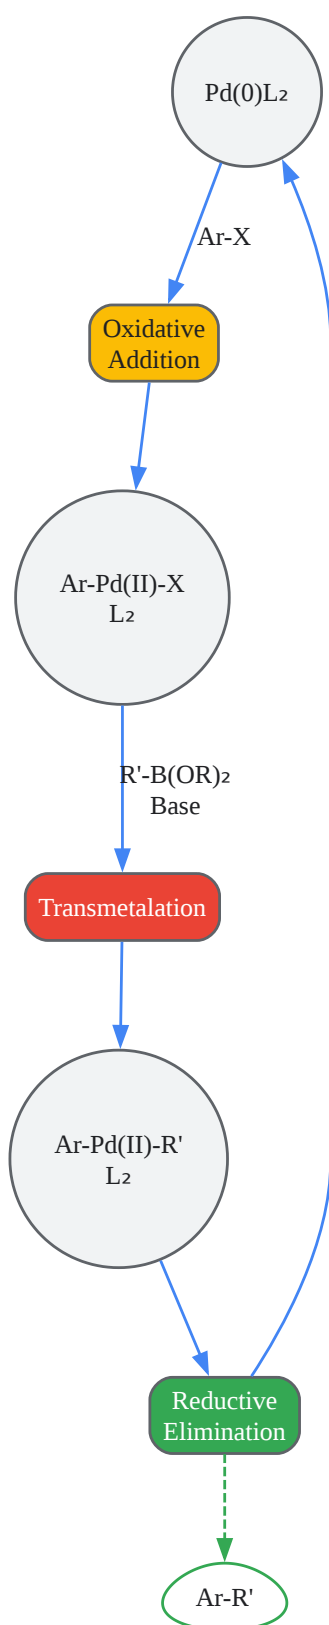 Pd(0)L₂
Ar-X
Oxidative
Addition
Ar-Pd(II)-X
L₂
R'-B(OR)₂
Base
Transmetalation
Ar-Pd(II)-R'
L₂
Reductive
Elimination
Ar-R'